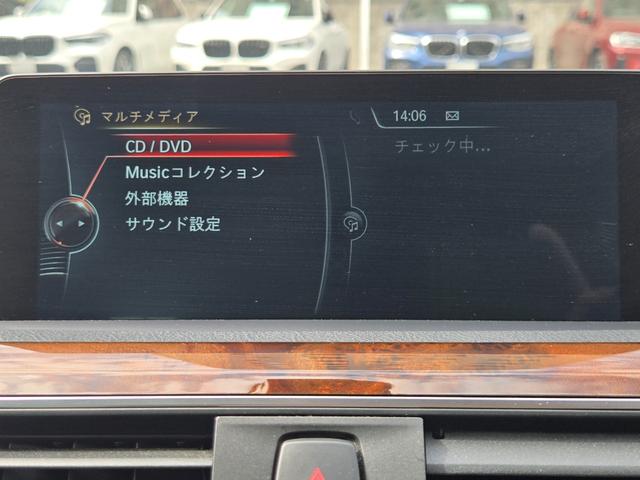 マルチメディア
14:06
CD / DVD
チェック中...
Musicコレクション
外部機器
サウンド設定